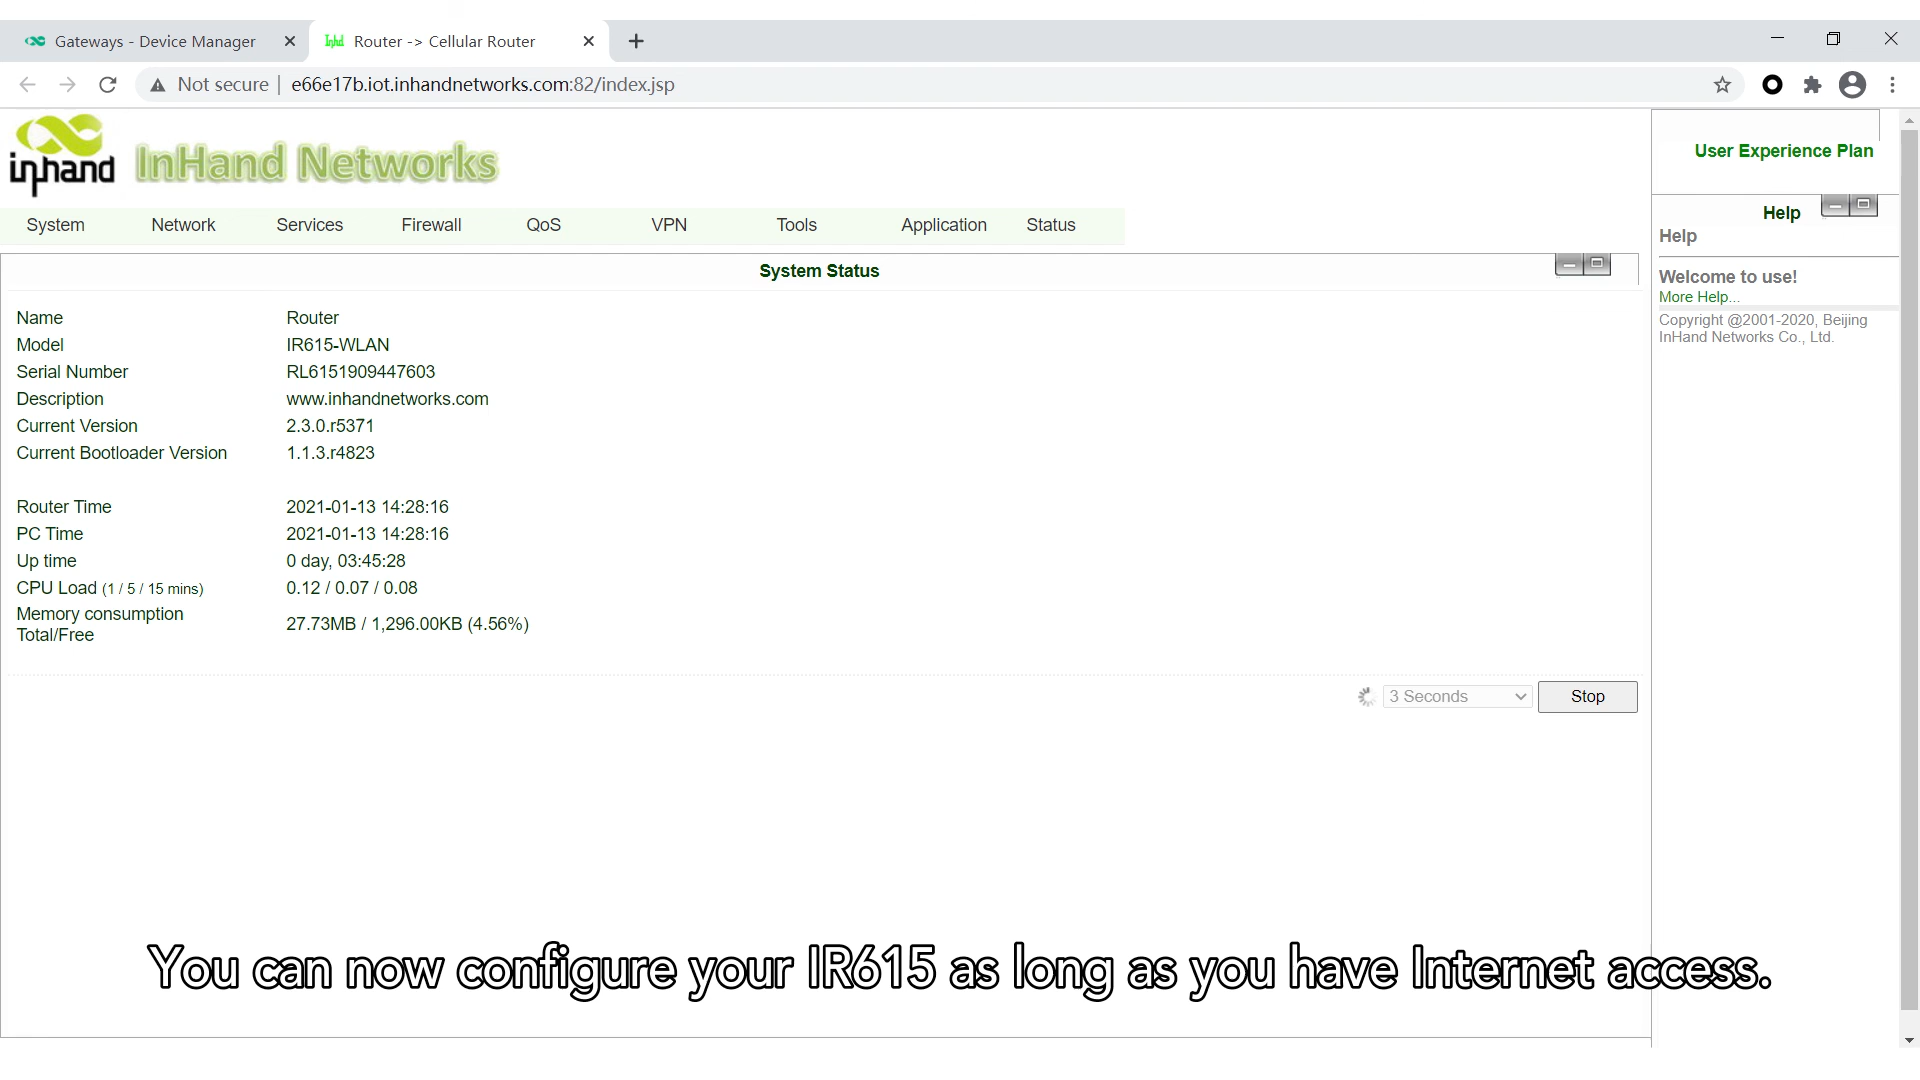 Gateways - Device Manager
Router -> Cellular Router
Not secure | e66e17b.iot.inhandnetworks.com:82/index.jsp
inhand
InHand Networks
User Experience Plan
System Network Services Firewall QoS VPN Tools Application Status
Help
Help
Welcome to use!
More Help...
Copyright @2001-2020, Beijing
InHand Networks Co., Ltd.
System Status
Name Router
Model IR615-WLAN
Serial Number RL6151909447603
Description www.inhandnetworks.com
Current Version 2.3.0.r5371
Current Bootloader Version 1.1.3.r4823
Router Time 2021-01-13 14:28:16
PC Time 2021-01-13 14:28:16
Up time 0 day, 03:45:28
CPU Load (1 / 5 / 15 mins) 0.12 / 0.07 / 0.08
Memory consumption
Total/Free 27.73MB / 1,296.00KB (4.56%)
3 Seconds Stop
You can now configure your IR615 as long as you have Internet access.